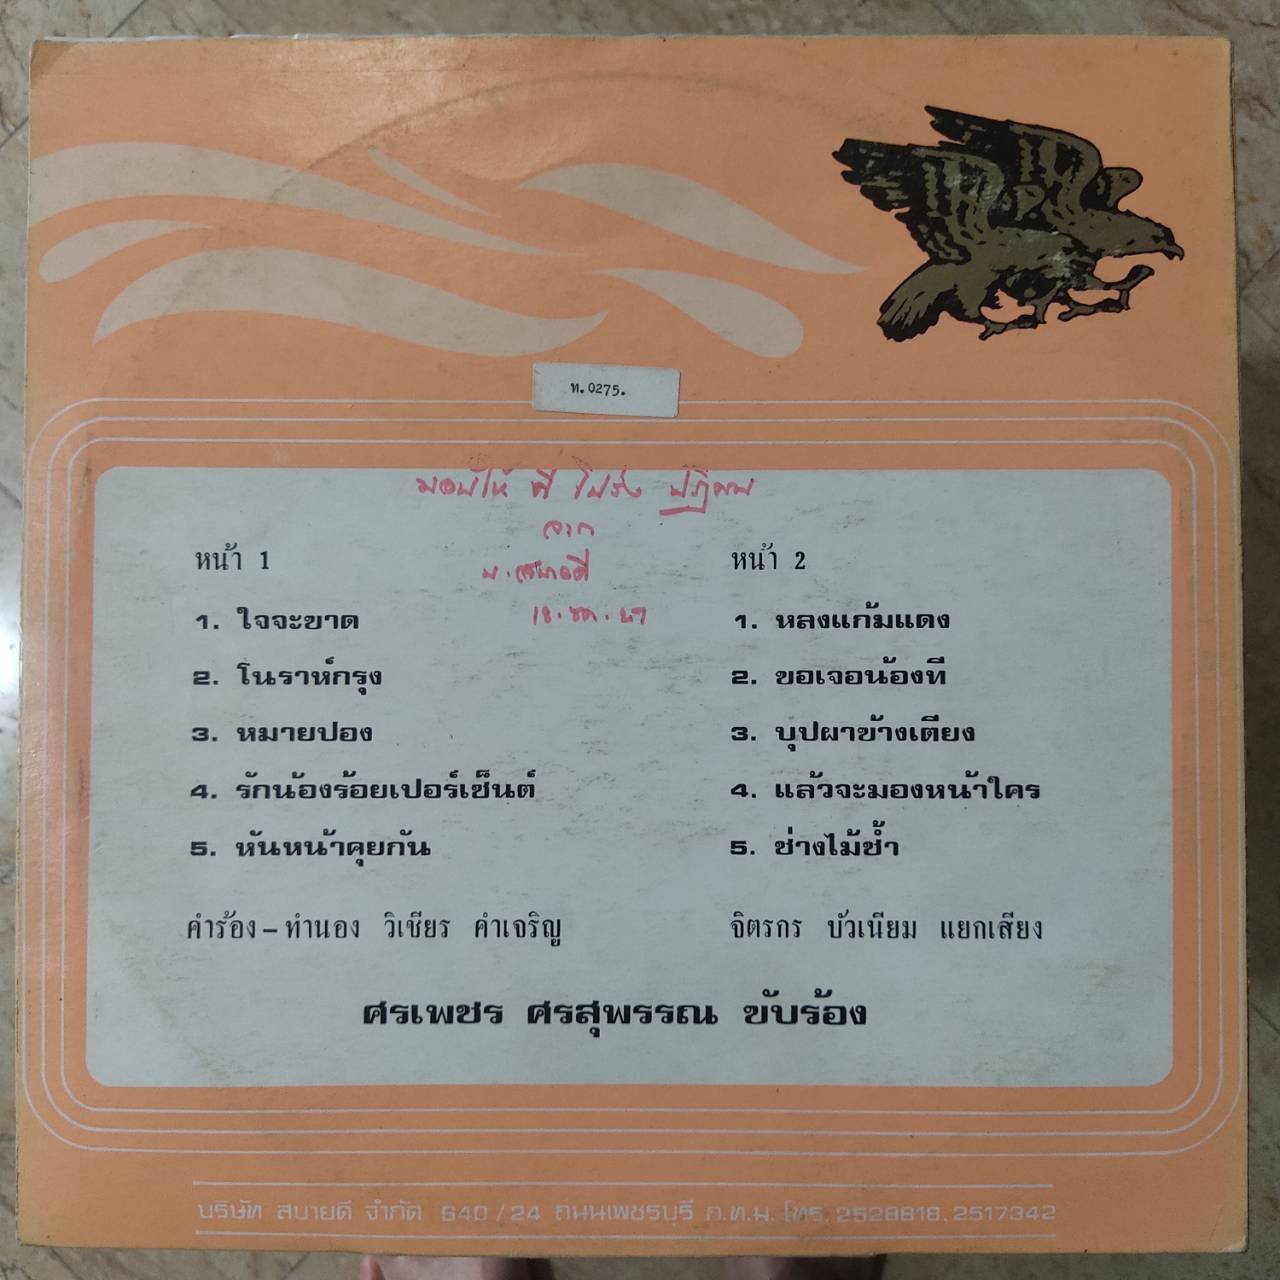 ท.0275.
มอบให้ พี่ โปร่ง ปฏิภพ
จาก
บ.สบายดี
18.ธค.27
หน้า 1
1. ใจจะขาด
2. โนราห์กรุง
3. หมายปอง
4. รักน้องร้อยเปอร์เซ็นต์
5. หันหน้าคุยกัน
หน้า 2
1. หลงแก้มแดง
2. ขอเจอน้องที
3. บุปผาข้างเตียง
4. แล้วจะมองหน้าใคร
5. ช่างไม้ช้ำ
คำร้อง - ทำนอง วิเชียร คำเจริญ
จิตรกร บัวเนียม แยกเสียง
ศรเพชร ศรสุพรรณ ขับร้อง
บริษัท สบายดี จำกัด 640/24 ถนนเพชรบุรี ก.ท.ม. โทร. 2528818, 2517342